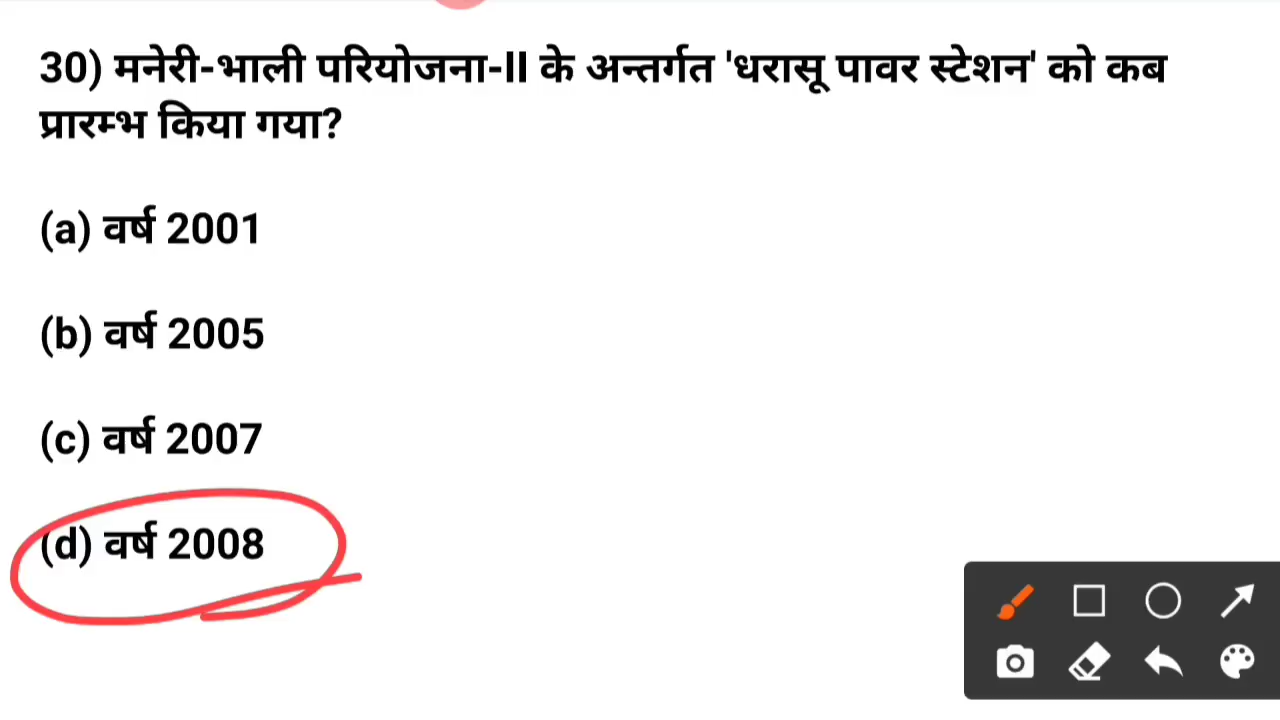 30) मनेरी-भाली परियोजना-II के अन्तर्गत 'धरासू पावर स्टेशन' को कब
प्रारम्भ किया गया?
(a) वर्ष 2001
(b) वर्ष 2005
(c) वर्ष 2007
(d) वर्ष 2008